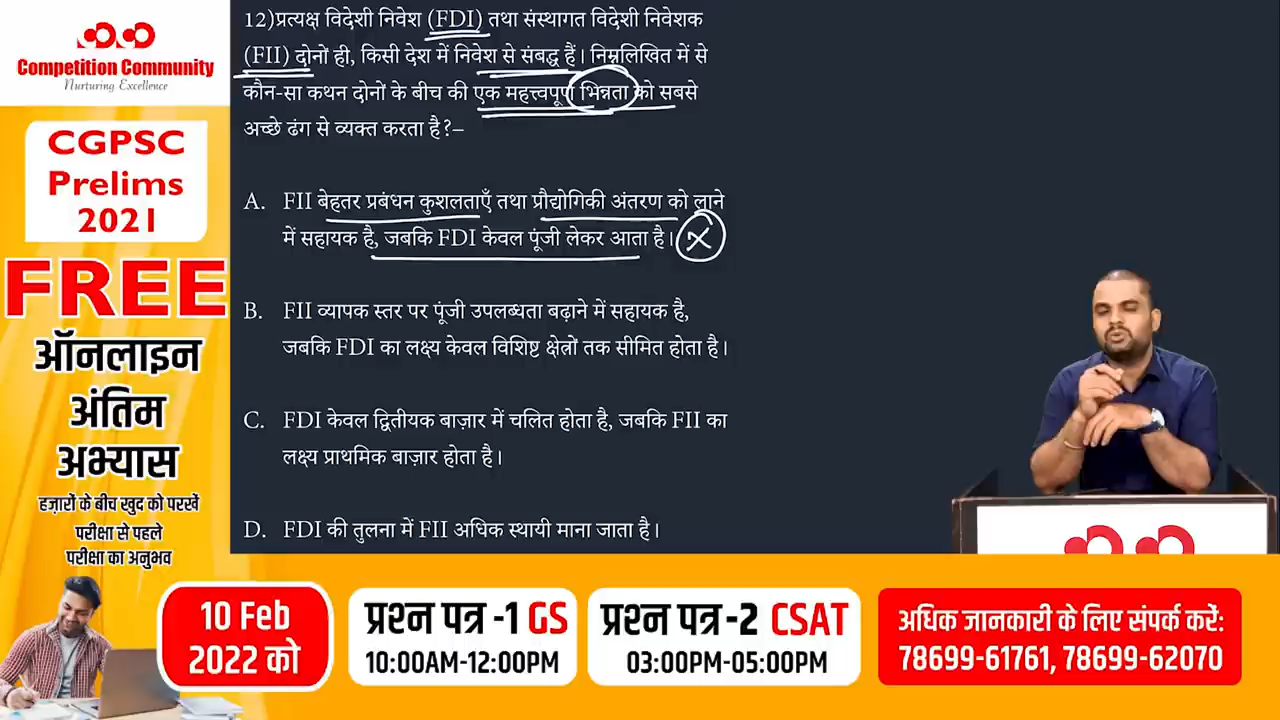 Competition Community
Nurturing Excellence
CGPSC
Prelims
2021
FREE
ऑनलाइन
अंतिम
अभ्यास
हज़ारों के बीच खुद को परखें
परीक्षा से पहले
परीक्षा का अनुभव
12)प्रत्यक्ष विदेशी निवेश (FDI) तथा संस्थागत विदेशी निवेशक
(FII) दोनों ही, किसी देश में निवेश से संबद्ध हैं। निम्नलिखित में से
कौन-सा कथन दोनों के बीच की एक महत्त्वपूर्ण भिन्नता को सबसे
अच्छे ढंग से व्यक्त करता है?–
A. FII बेहतर प्रबंधन कुशलताएँ तथा प्रौद्योगिकी अंतरण को लाने
में सहायक है, जबकि FDI केवल पूंजी लेकर आता है।
B. FII व्यापक स्तर पर पूंजी उपलब्धता बढ़ाने में सहायक है,
जबकि FDI का लक्ष्य केवल विशिष्ट क्षेत्रों तक सीमित होता है।
C. FDI केवल द्वितीयक बाज़ार में चलित होता है, जबकि FII का
लक्ष्य प्राथमिक बाज़ार होता है।
D. FDI की तुलना में FII अधिक स्थायी माना जाता है।
10 Feb
2022 को
प्रश्न पत्र -1 GS
10:00AM-12:00PM
प्रश्न पत्र-2 CSAT
03:00PM-05:00PM
अधिक जानकारी के लिए संपर्क करें:
78699-61761, 78699-62070